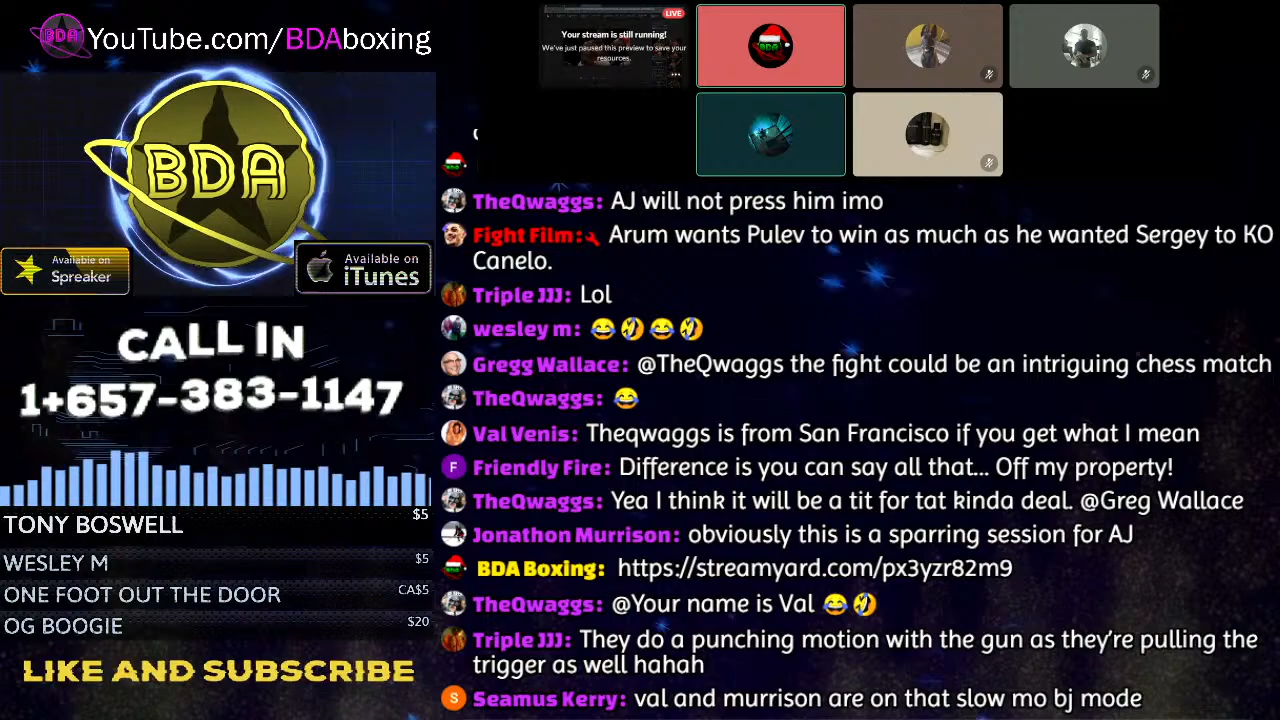 BDA YouTube.com/BDAboxing
BDA
Available on
Spreaker
Available on
iTunes
CALL IN
1+657-383-1147
TONY BOSWELL $5
WESLEY M $5
ONE FOOT OUT THE DOOR CA$5
OG BOOGIE $20
LIKE AND SUBSCRIBE
LIVE
Your stream is still running!
We've just paused this preview to save your
resources.
BDA
TheQwaggs: AJ will not press him imo
Fight Film: Arum wants Pulev to win as much as he wanted Sergey to KO
Canelo.
Triple JJJ: Lol
wesley m: 😂🤣😂🤣
Gregg Wallace: @TheQwaggs the fight could be an intriguing chess match
TheQwaggs: 😂
Val Venis: Theqwaggs is from San Francisco if you get what I mean
F Friendly Fire: Difference is you can say all that... Off my property!
TheQwaggs: Yea I think it will be a tit for tat kinda deal. @Greg Wallace
Jonathon Murrison: obviously this is a sparring session for AJ
BDA Boxing: https://streamyard.com/px3yzr82m9
TheQwaggs: @Your name is Val 😂🤣
Triple JJJ: They do a punching motion with the gun as they’re pulling the
trigger as well hahah
S Seamus Kerry: val and murrison are on that slow mo bj mode